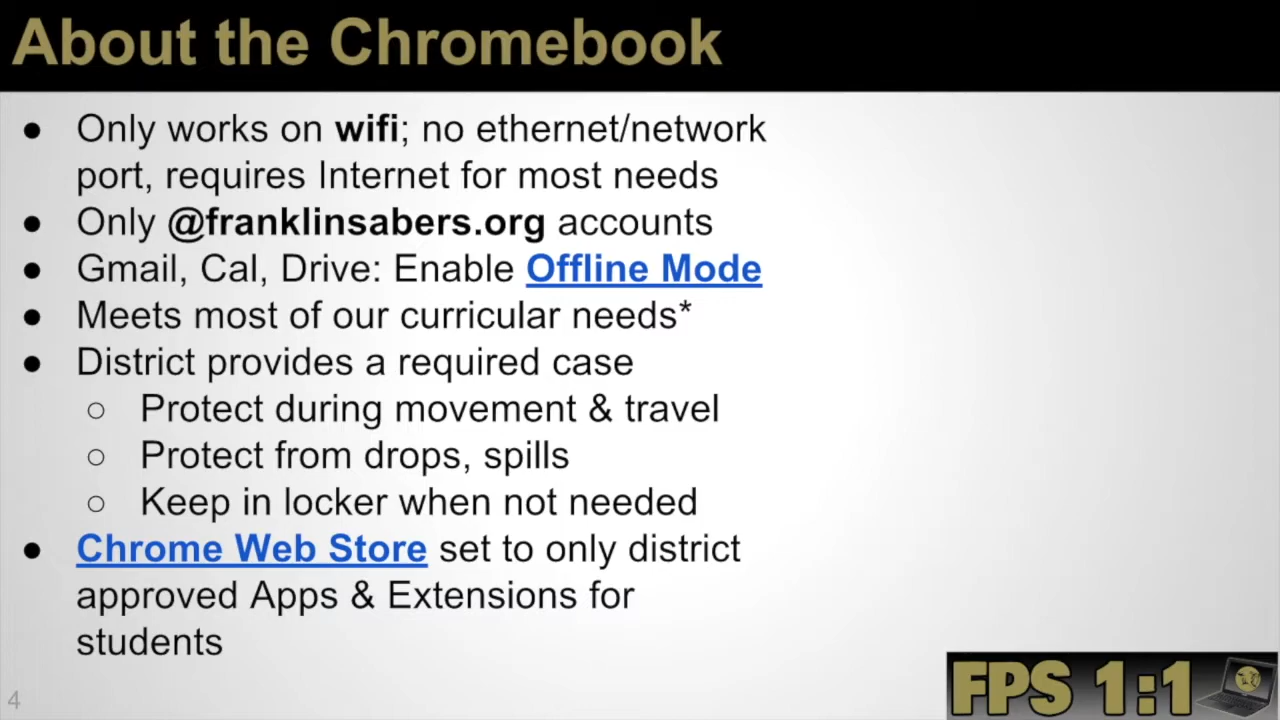 About the Chromebook
● Only works on wifi; no ethernet/network
port, requires Internet for most needs
● Only @franklinsabers.org accounts
● Gmail, Cal, Drive: Enable Offline Mode
● Meets most of our curricular needs*
● District provides a required case
○ Protect during movement & travel
○ Protect from drops, spills
○ Keep in locker when not needed
● Chrome Web Store set to only district
approved Apps & Extensions for
students
4
FPS 1:1